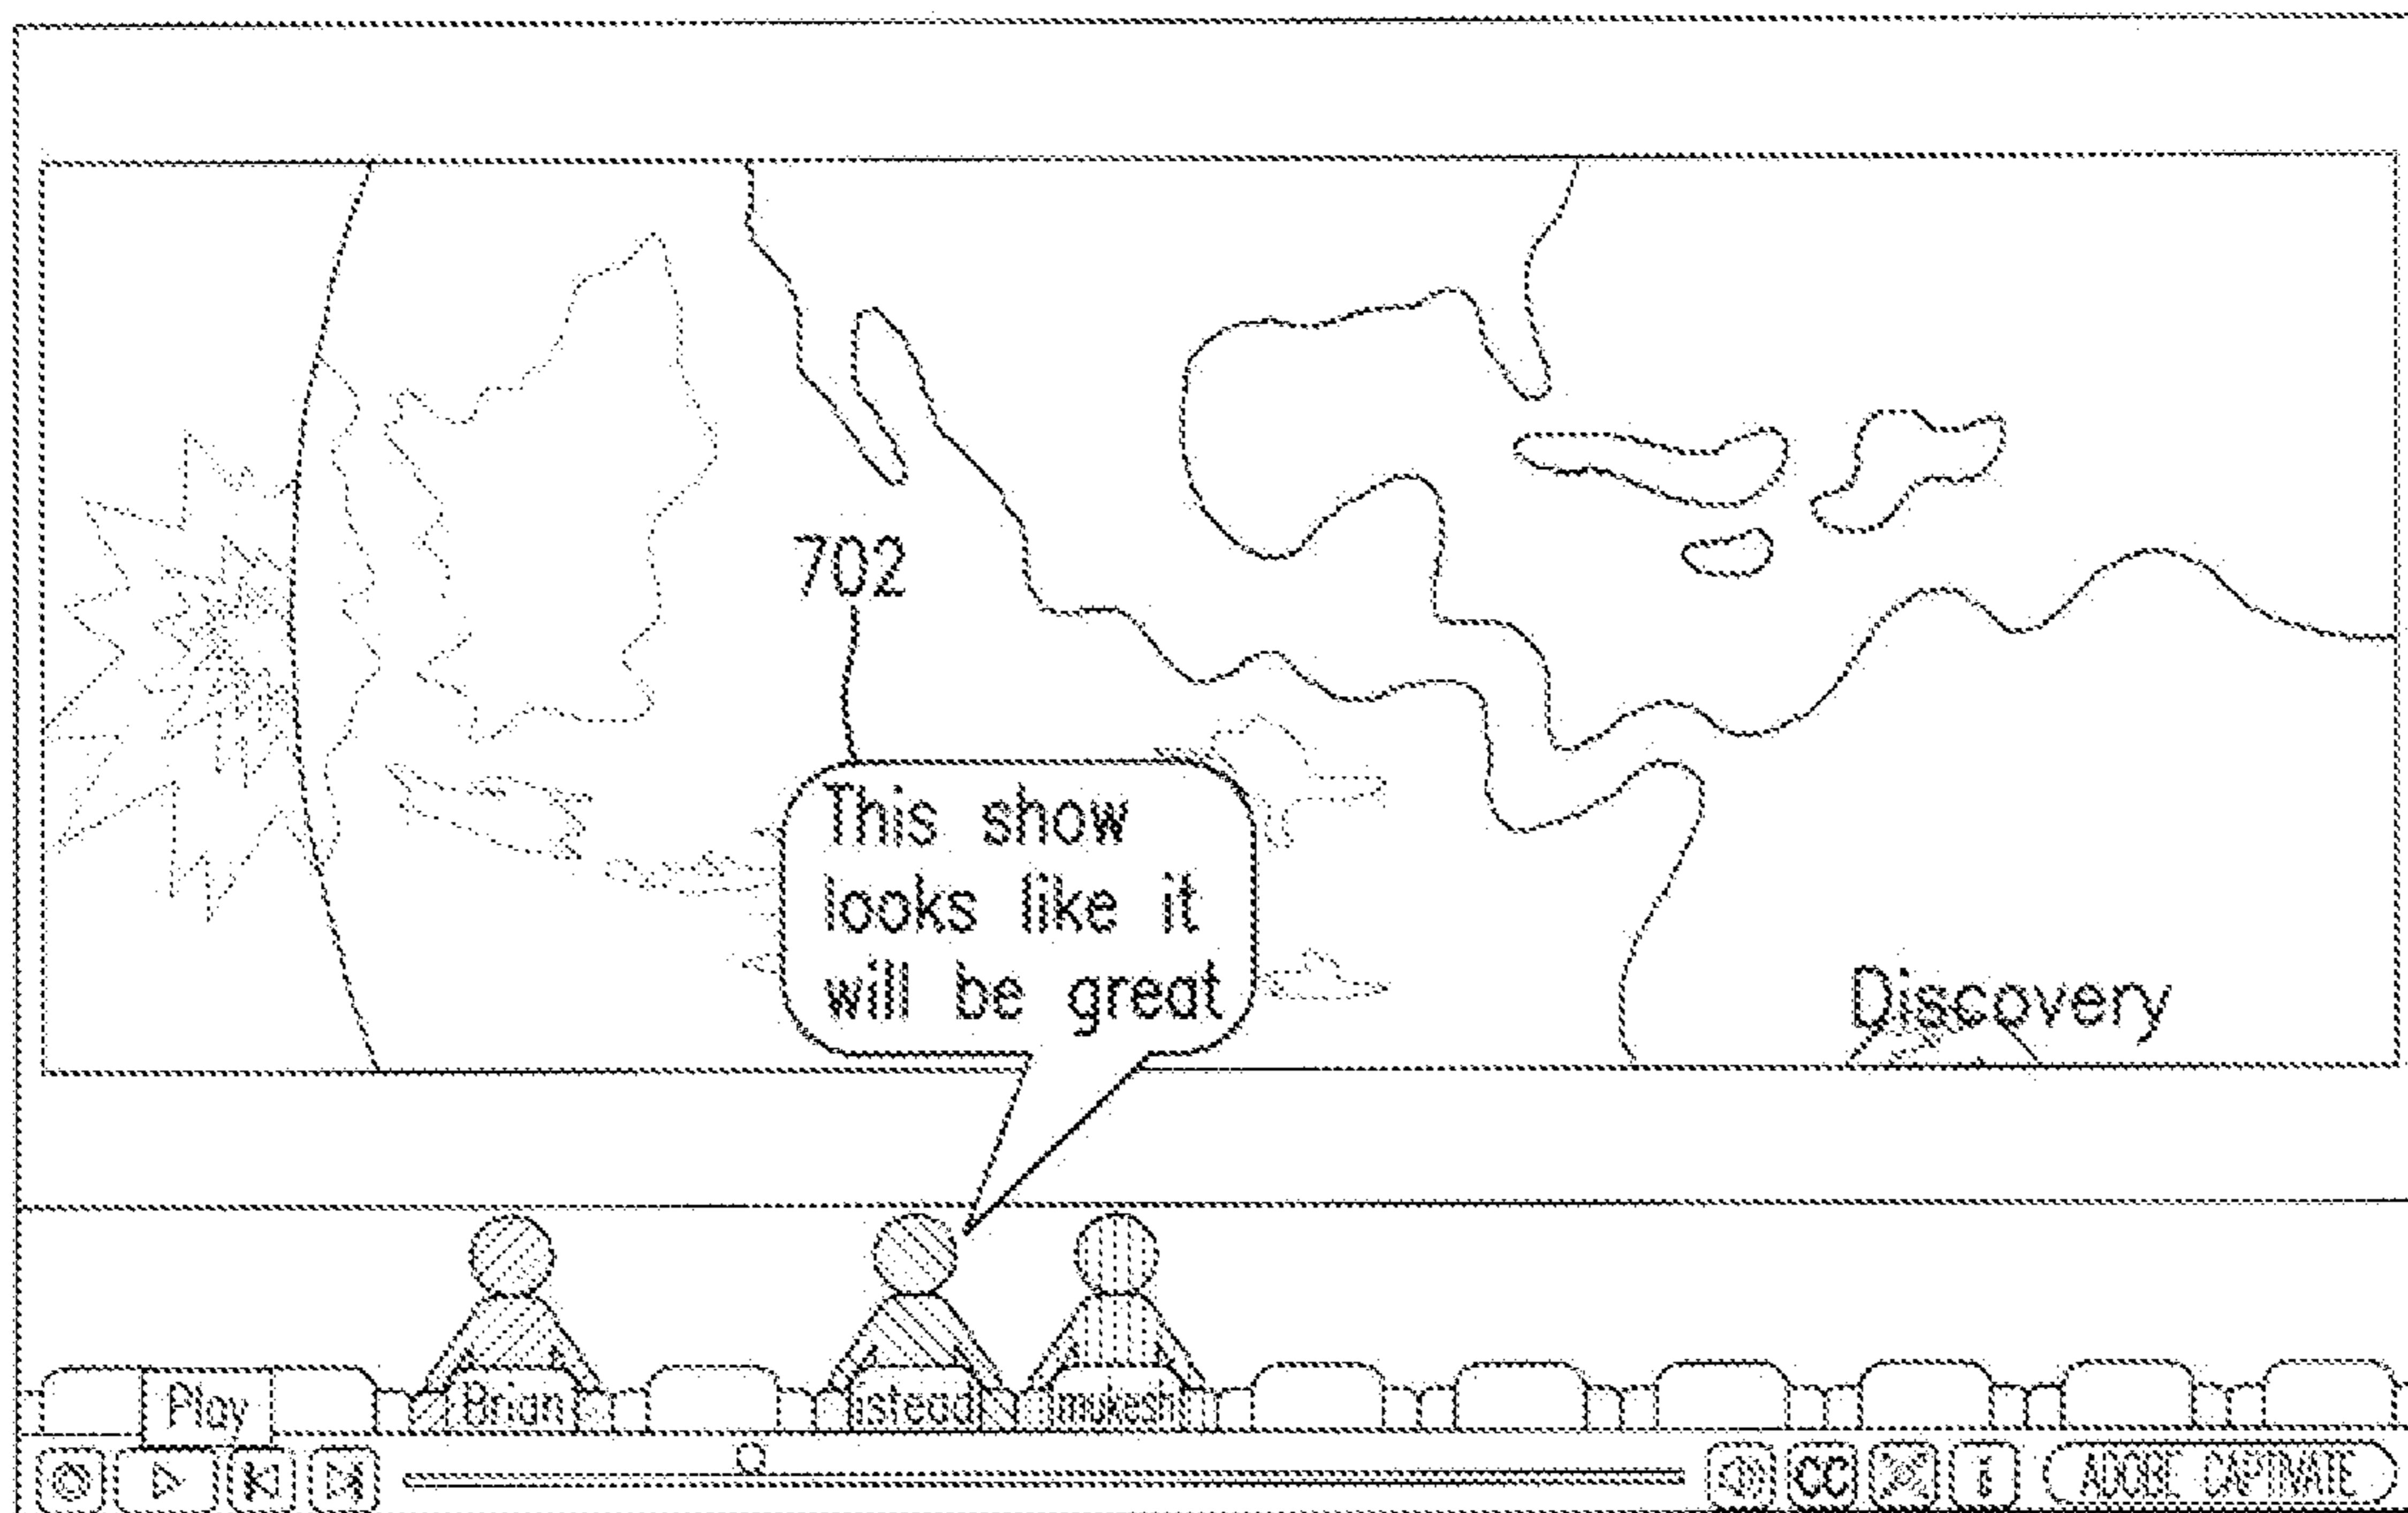 702
This show
looks like it
will be great
Discovery
Play
Brian
istead
mukesh
CC
i
ADOBE CAPTIVATE